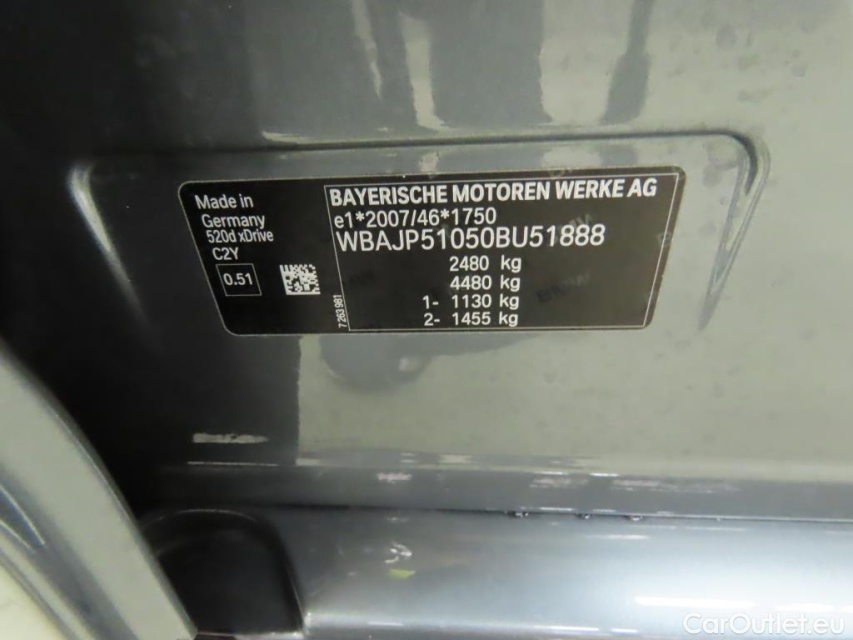 Made in
Germany
520d xDrive
C2Y
0.51
7263981
BAYERISCHE MOTOREN WERKE AG
e1*2007/46*1750
WBAJP51050BU51888
2480 kg
4480 kg
1- 1130 kg
2- 1455 kg
CarOutlet.eu